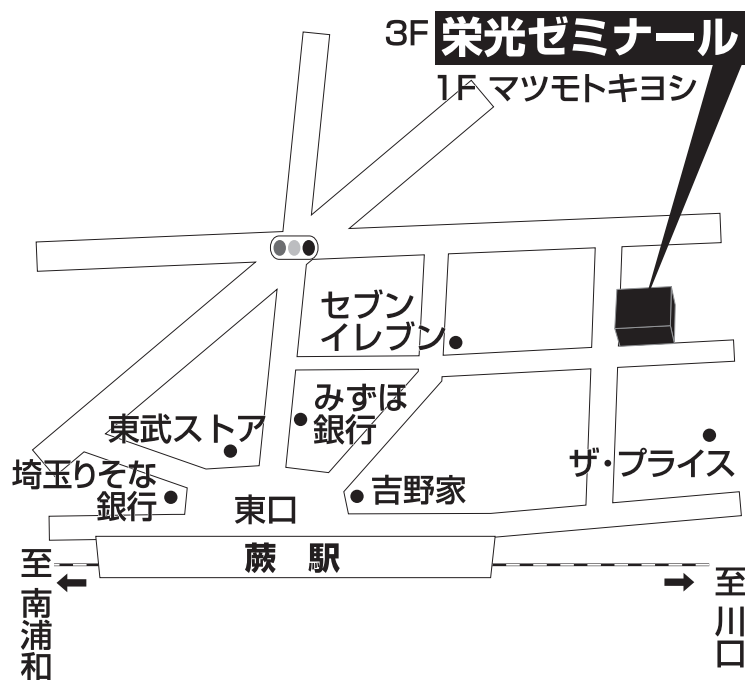 3F 栄光ゼミナール
1F マツモトキヨシ
セブン
イレブン
みずほ
銀行
東武ストア
ザ・プライス
埼玉りそな
銀行
吉野家
東口
蕨 駅
至 南浦和
至 川口